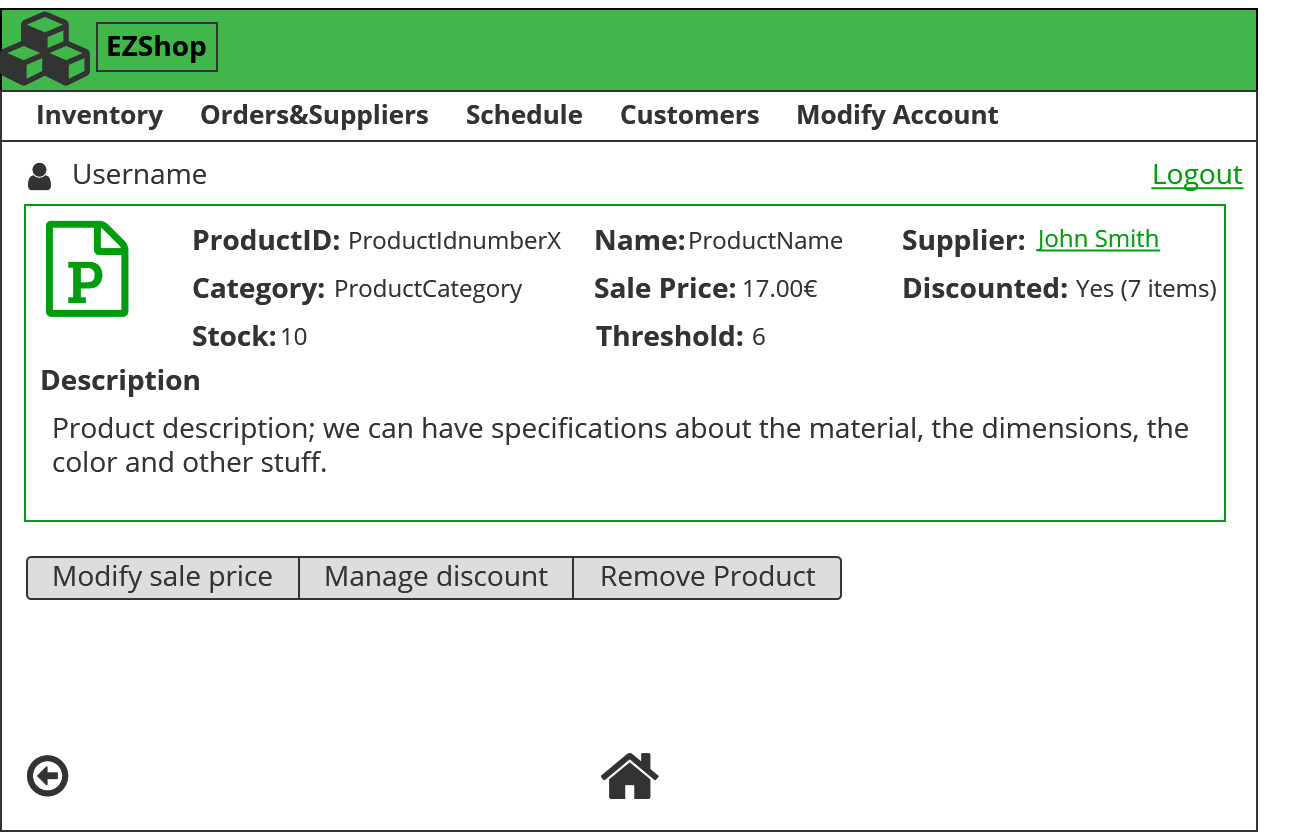 EZShop
Inventory Orders&Suppliers Schedule Customers Modify Account
Username Logout
P
ProductID: ProductIdnumberX Name: ProductName Supplier: John Smith
Category: ProductCategory Sale Price: 17.00€ Discounted: Yes (7 items)
Stock: 10 Threshold: 6
Description
Product description; we can have specifications about the material, the dimensions, the
color and other stuff.
Modify sale price Manage discount Remove Product